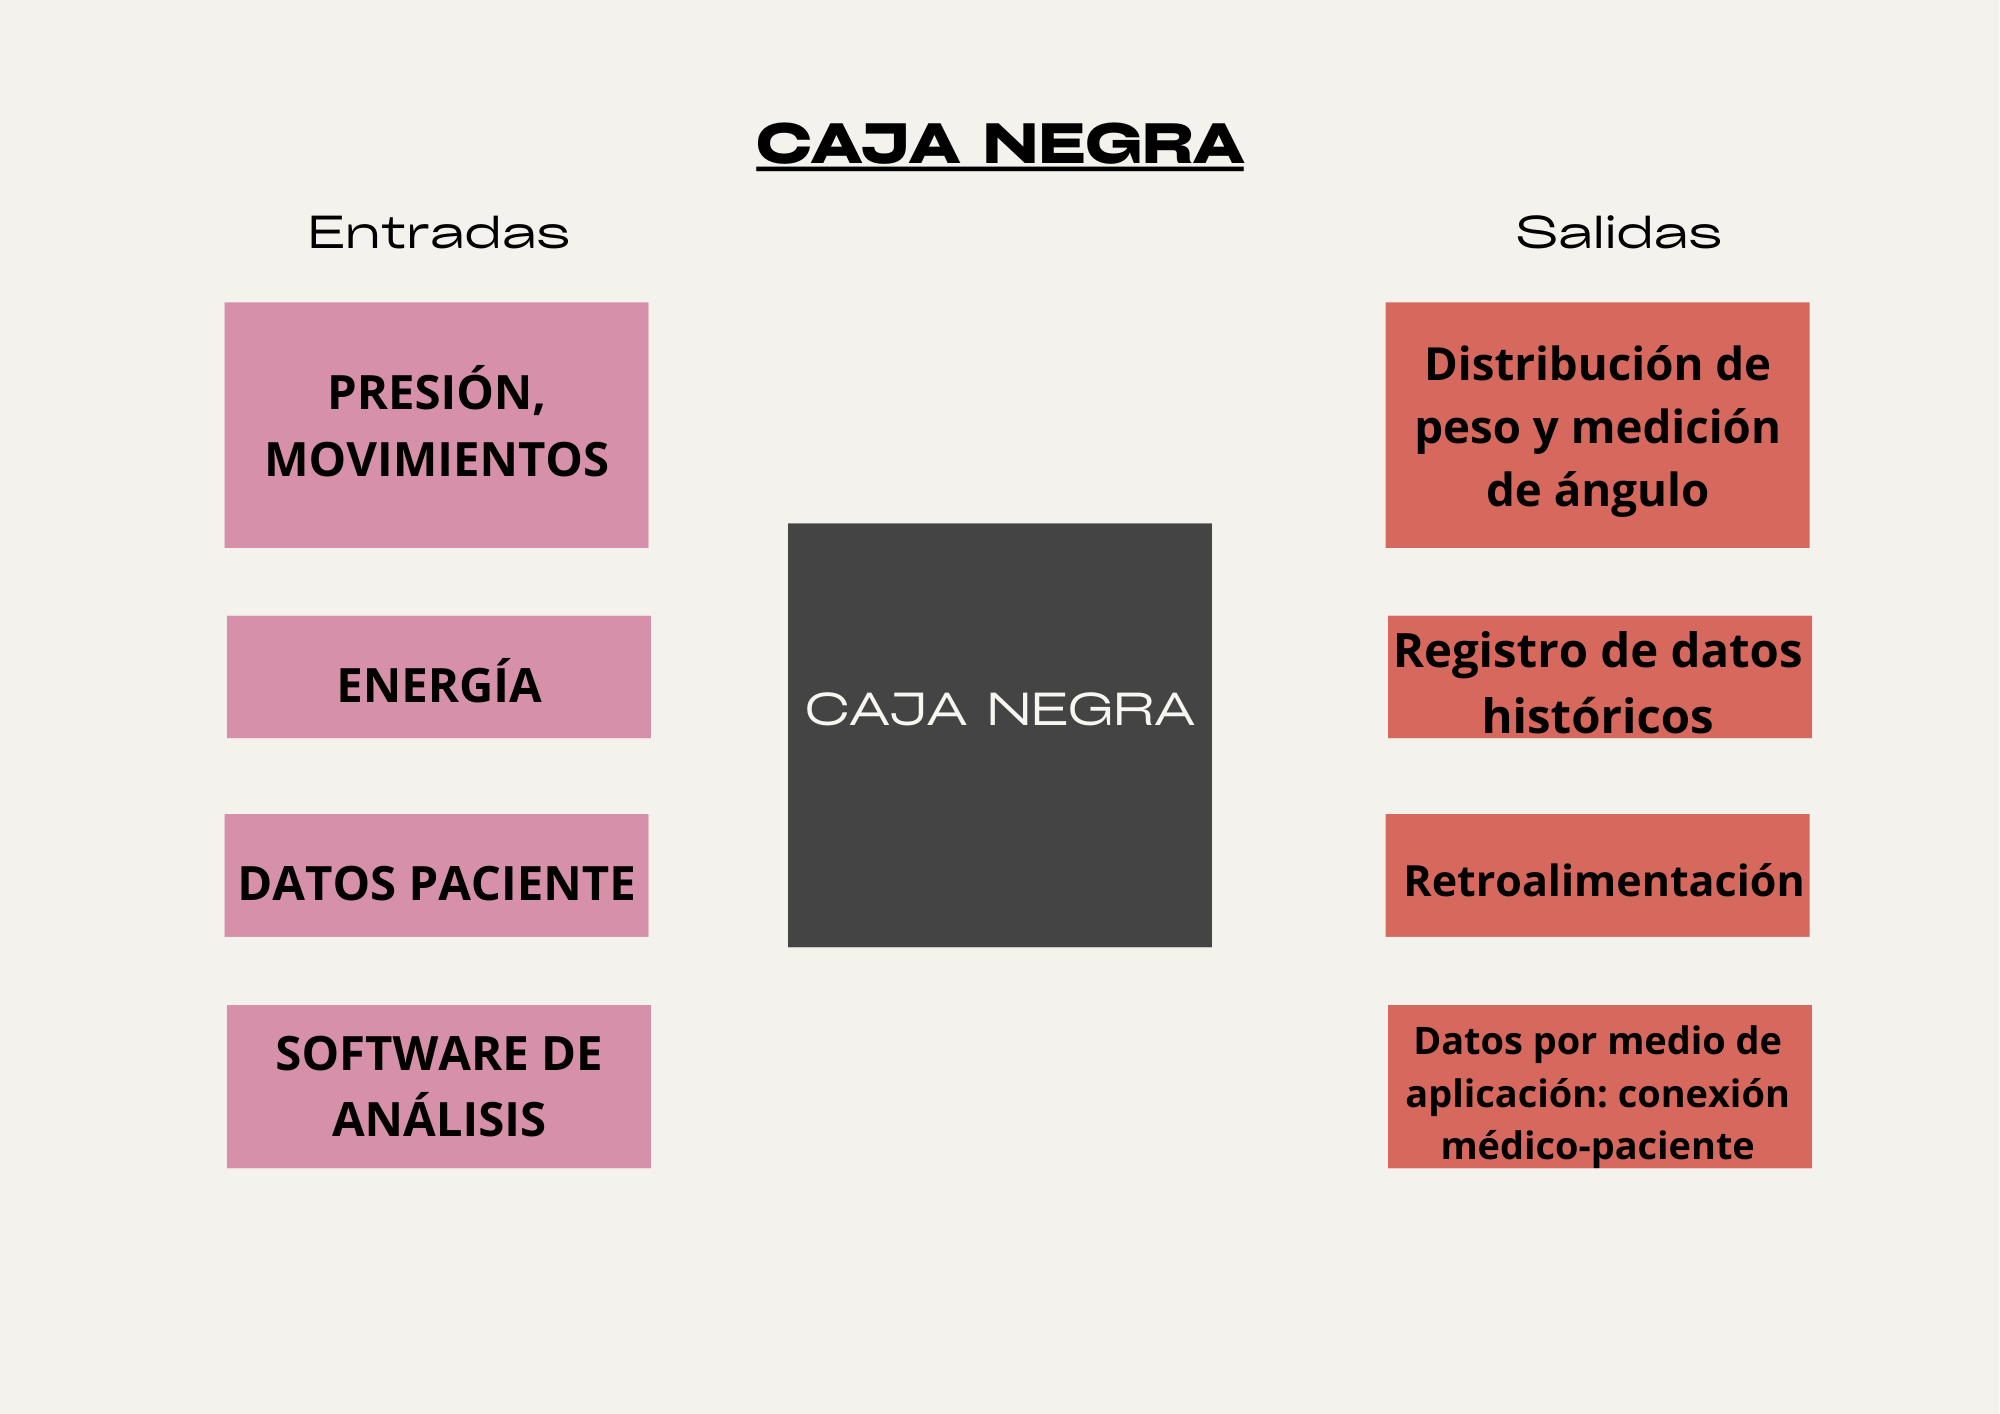 CAJA NEGRA
Entradas
Salidas
PRESIÓN,
MOVIMIENTOS
ENERGÍA
DATOS PACIENTE
SOFTWARE DE
ANÁLISIS
CAJA NEGRA
Distribución de
peso y medición
de ángulo
Registro de datos
históricos
Retroalimentación
Datos por medio de
aplicación: conexión
médico-paciente